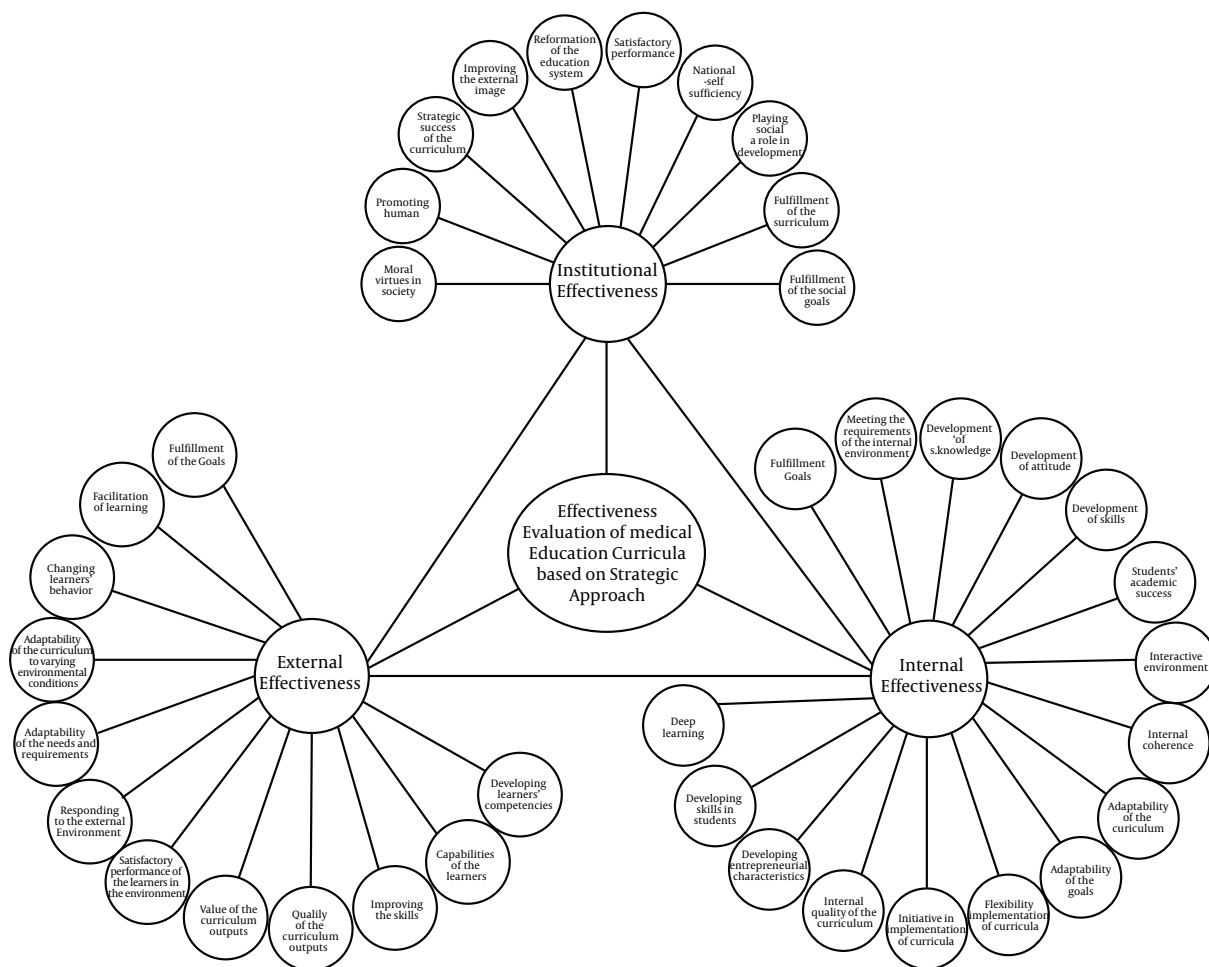 Reformation
of the
education
system
Satisfactory
performance
Improving
the external
image
National
-self
sufficiency
Strategic
success
of the
curriculum
Playing
social
a role in
development
Promoting
human
Fulfillment
of the
surriculum
Moral
virtues in
society
Institutional
Effectiveness
Fulfillment
of the social
goals
Fulfillment
of the Goals
Facilitation
of learning
Changing
learners'
behavior
Adaptability
of the curriculum
to varying
environmental
conditions
Adaptability
of the needs and
requirements
Responding
to the external
Environment
Satisfactory
performance of
the learners in
the environment
Value of the
curriculum
outputs
Qualily
of the
curriculum
outputs
Improving
the skills
Capabilities
of the
learners
Developing
learners'
competencies
External
Effectiveness
Effectiveness
Evaluation of medical
Education Curricula
based on Strategic
Approach
Fulfillment
Goals
Meeting the
requirements
of the internal
environment
Development
'of
s.knowledge
Development
of attitude
Development
of skills
Students'
academic
success
Interactive
environment
Internal
coherence
Adaptability
of the
curiculum
Adaptability
of the
goals
Flexibility
implementation
of curricula
Initiative in
implementation
of curricula
Internal
quality of the
curriculum
Developing
entrepreneurial
characteristics
Developing
skills in
students
Deep
learning
Internal
Effectiveness